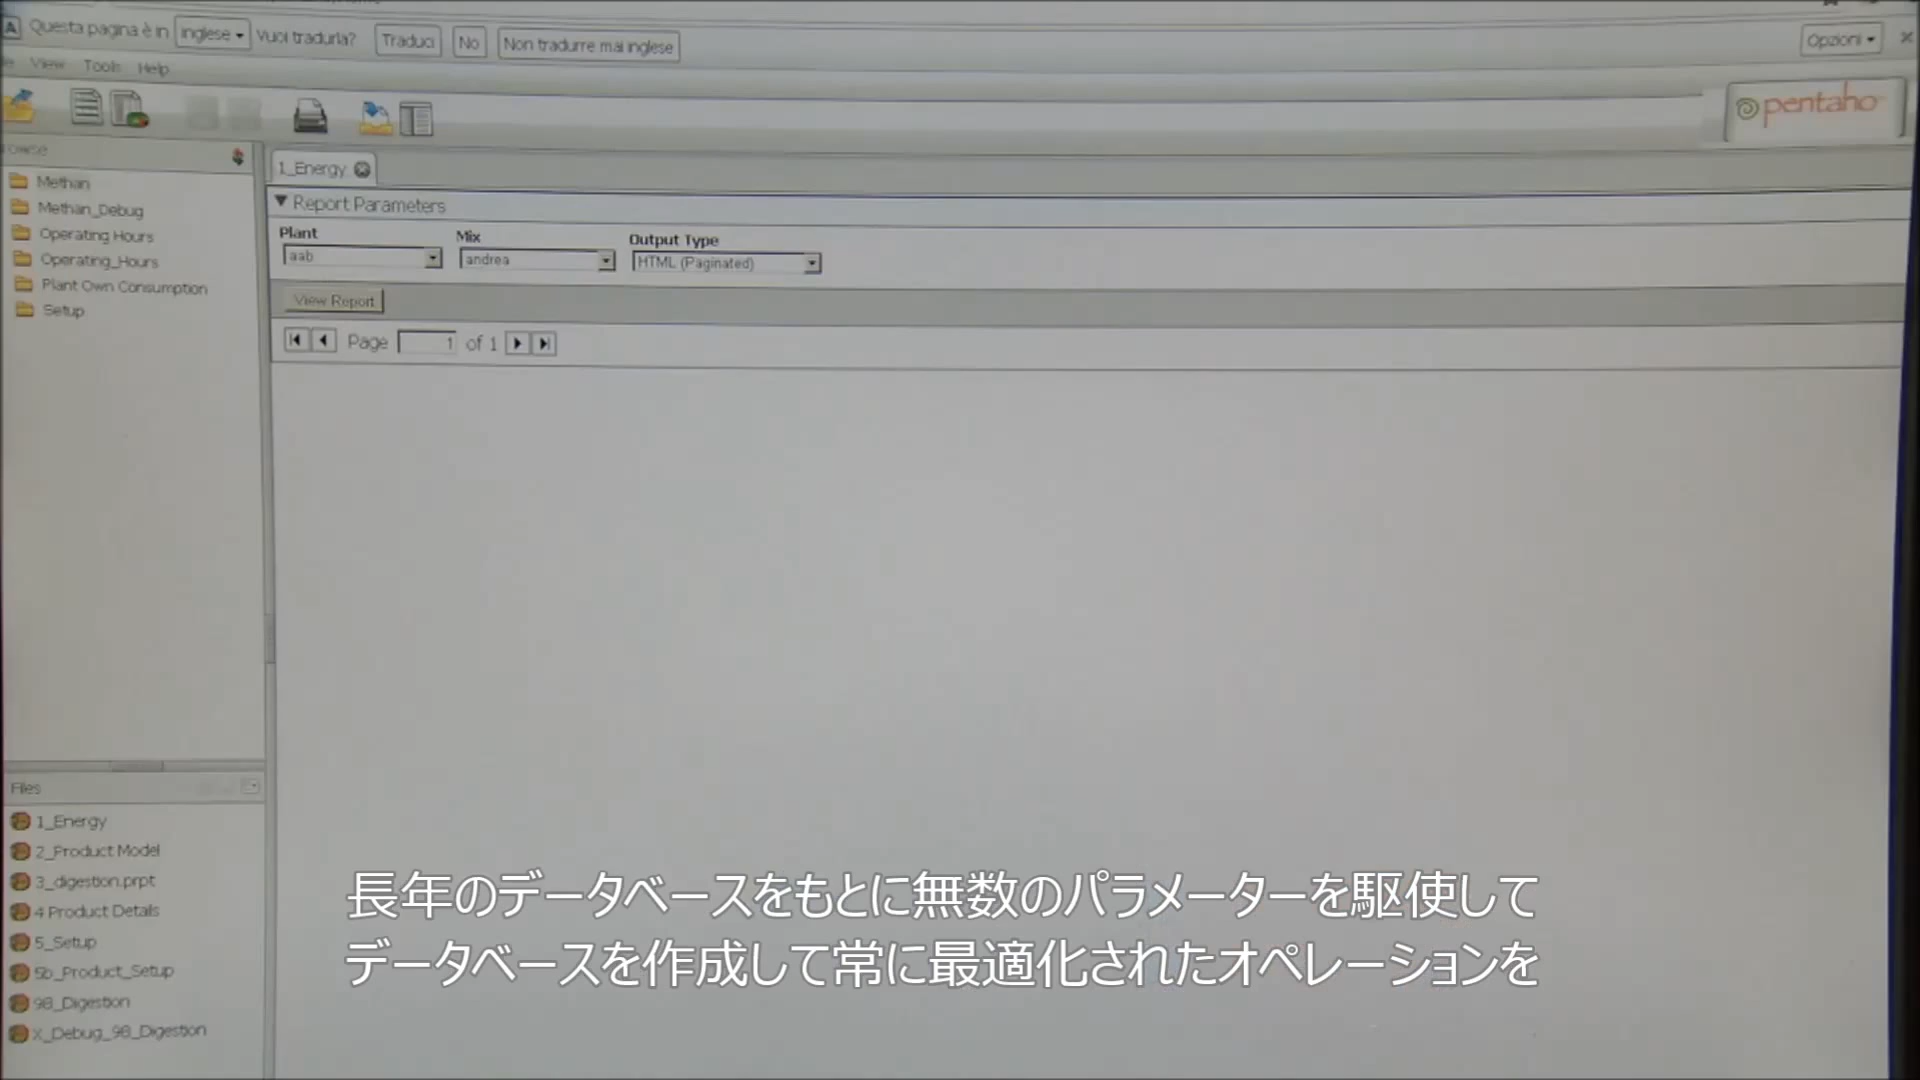 Questa pagina è in inglese Vuoi tradurla? Traduci No Non tradurre mai inglese Opzioni
View Tools Help
pentaho
1_Energy
Methan
Methan_Debug
Operating Hours
Operating_Hours
Plant Own Consumption
Setup
Report Parameters
Plant Mix Output Type
aab andrea HTML (Paginated)
View Report
Page 1 of 1
Files
1_Energy
2_Product Model
3_digestion.prpt
4 Product Details
5_Setup
5b_Product_Setup
98_Digestion
X_Debug_98_Digestion
長年のデータベースをもとに無数のパラメーターを駆使して
データベースを作成して常に最適化されたオペレーションを